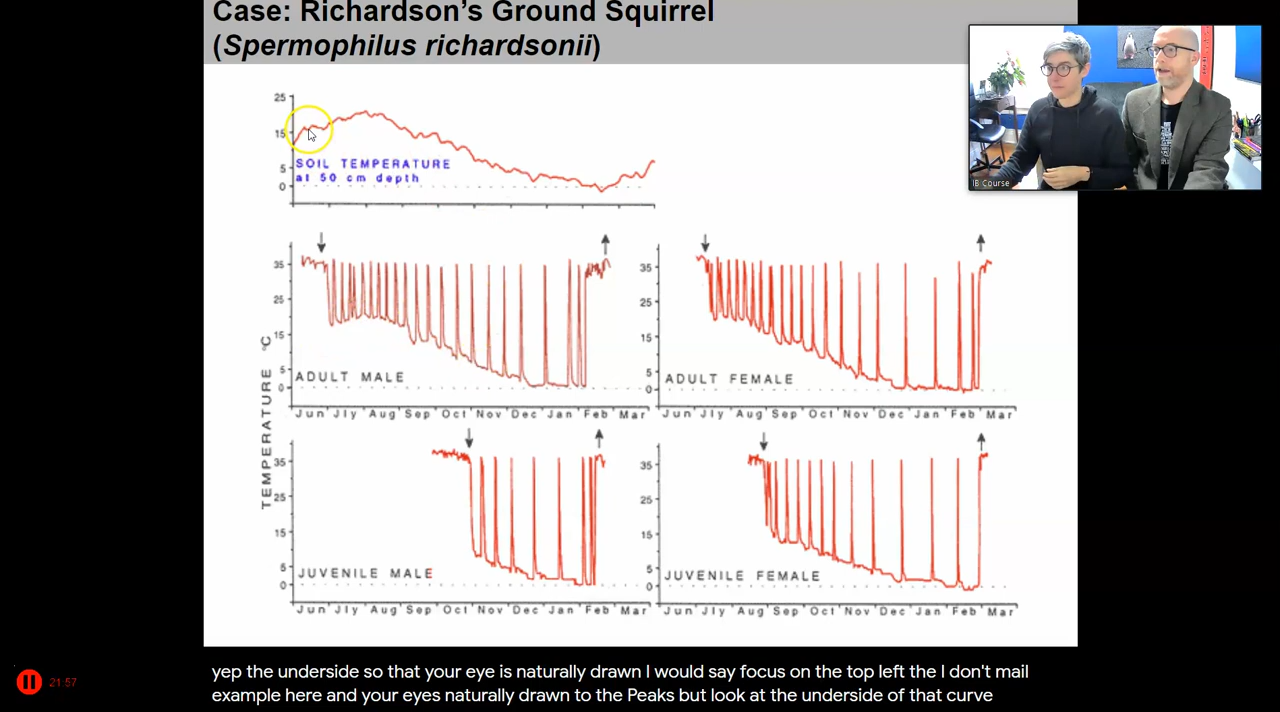 Case: Richardson's Ground Squirrel
(Spermophilus richardsonii)
IB Course
25
15
5
0
SOIL TEMPERATURE
at 50 cm depth
TEMPERATURE °C
35
25
15
5
0
ADULT MALE
Jun Jly Aug Sep Oct Nov Dec Jan Feb Mar
35
25
15
5
0
ADULT FEMALE
Jun Jly Aug Sep Oct Nov Dec Jan Feb Mar
35
25
15
5
0
JUVENILE MALE
Jun Jly Aug Sep Oct Nov Dec Jan Feb Mar
35
25
15
5
0
JUVENILE FEMALE
Jun Jly Aug Sep Oct Nov Dec Jan Feb Mar
21:57
yep the underside so that your eye is naturally drawn I would say focus on the top left the I don't mail
example here and your eyes naturally drawn to the Peaks but look at the underside of that curve